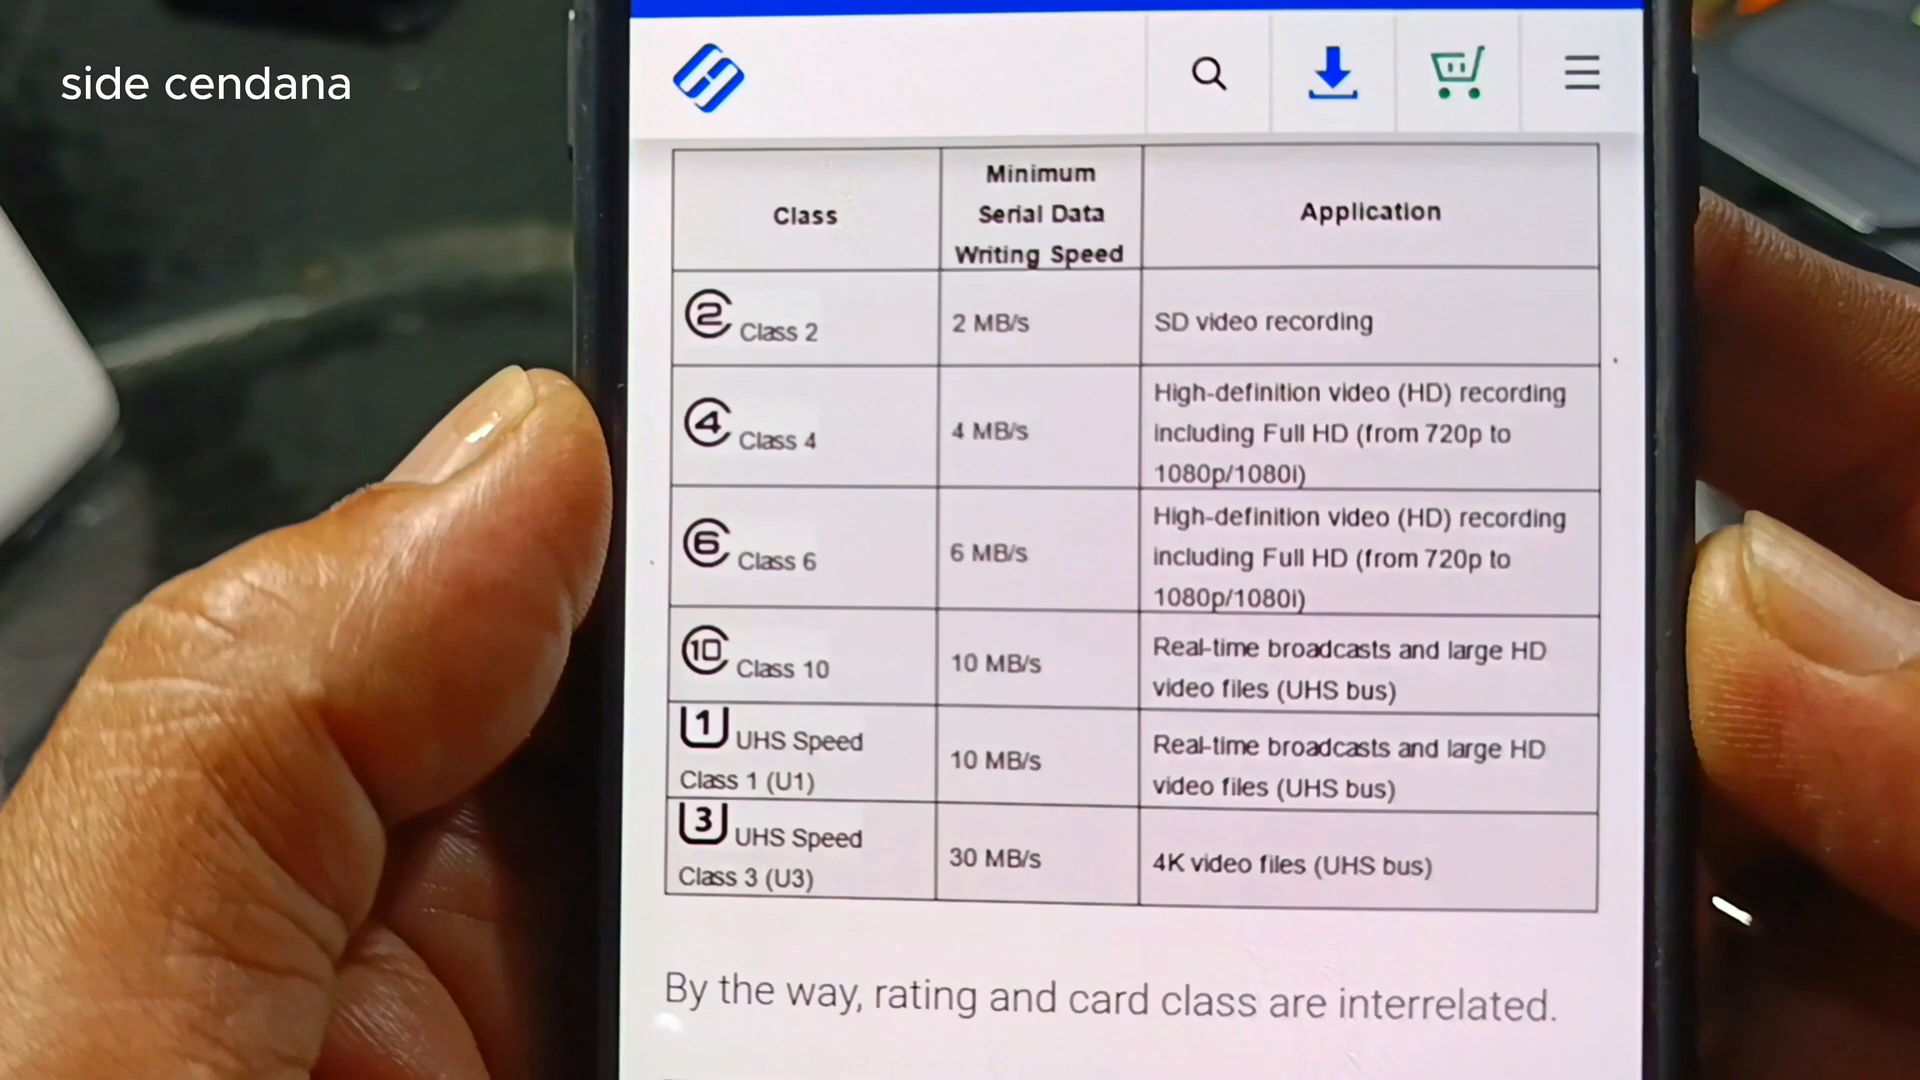 side cendana
Class
Minimum
Serial Data
Writing Speed
Application
2 Class 2
2 MB/s
SD video recording
4 Class 4
4 MB/s
High-definition video (HD) recording
including Full HD (from 720p to
1080p/1080i)
6 Class 6
6 MB/s
High-definition video (HD) recording
including Full HD (from 720p to
1080p/1080i)
10 Class 10
10 MB/s
Real-time broadcasts and large HD
video files (UHS bus)
1 UHS Speed
Class 1 (U1)
10 MB/s
Real-time broadcasts and large HD
video files (UHS bus)
3 UHS Speed
Class 3 (U3)
30 MB/s
4K video files (UHS bus)
By the way, rating and card class are interrelated.